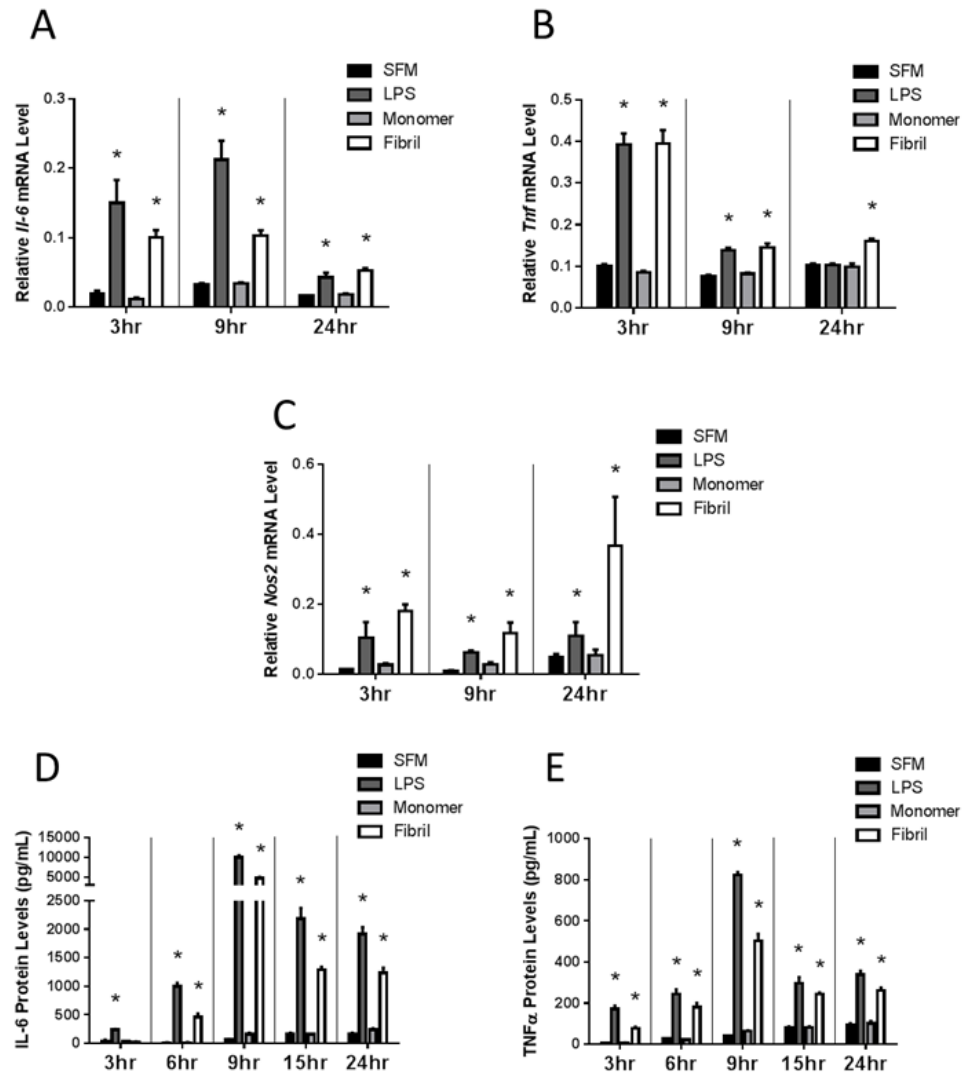 A
SFM
LPS
Monomer
Fibril
Relative Il-6 mRNA Level
0.3
0.2
0.1
0.0
* * * * * *
3hr 9hr 24hr
B
SFM
LPS
Monomer
Fibril
Relative Tnf mRNA Level
0.5
0.4
0.3
0.2
0.1
0.0
* * * * *
3hr 9hr 24hr
C
SFM
LPS
Monomer
Fibril
Relative Nos2 mRNA Level
0.6
0.4
0.2
0.0
* * * * * *
3hr 9hr 24hr
D
SFM
LPS
Monomer
Fibril
IL-6 Protein Levels (pg/mL)
15000
10000
5000
2500
2000
1500
1000
500
0
* * * * * * * * *
3hr 6hr 9hr 15hr 24hr
E
SFM
LPS
Monomer
Fibril
TNFα Protein Levels (pg/mL)
1000
800
600
400
200
0
* * * * * * * * * *
3hr 6hr 9hr 15hr 24hr